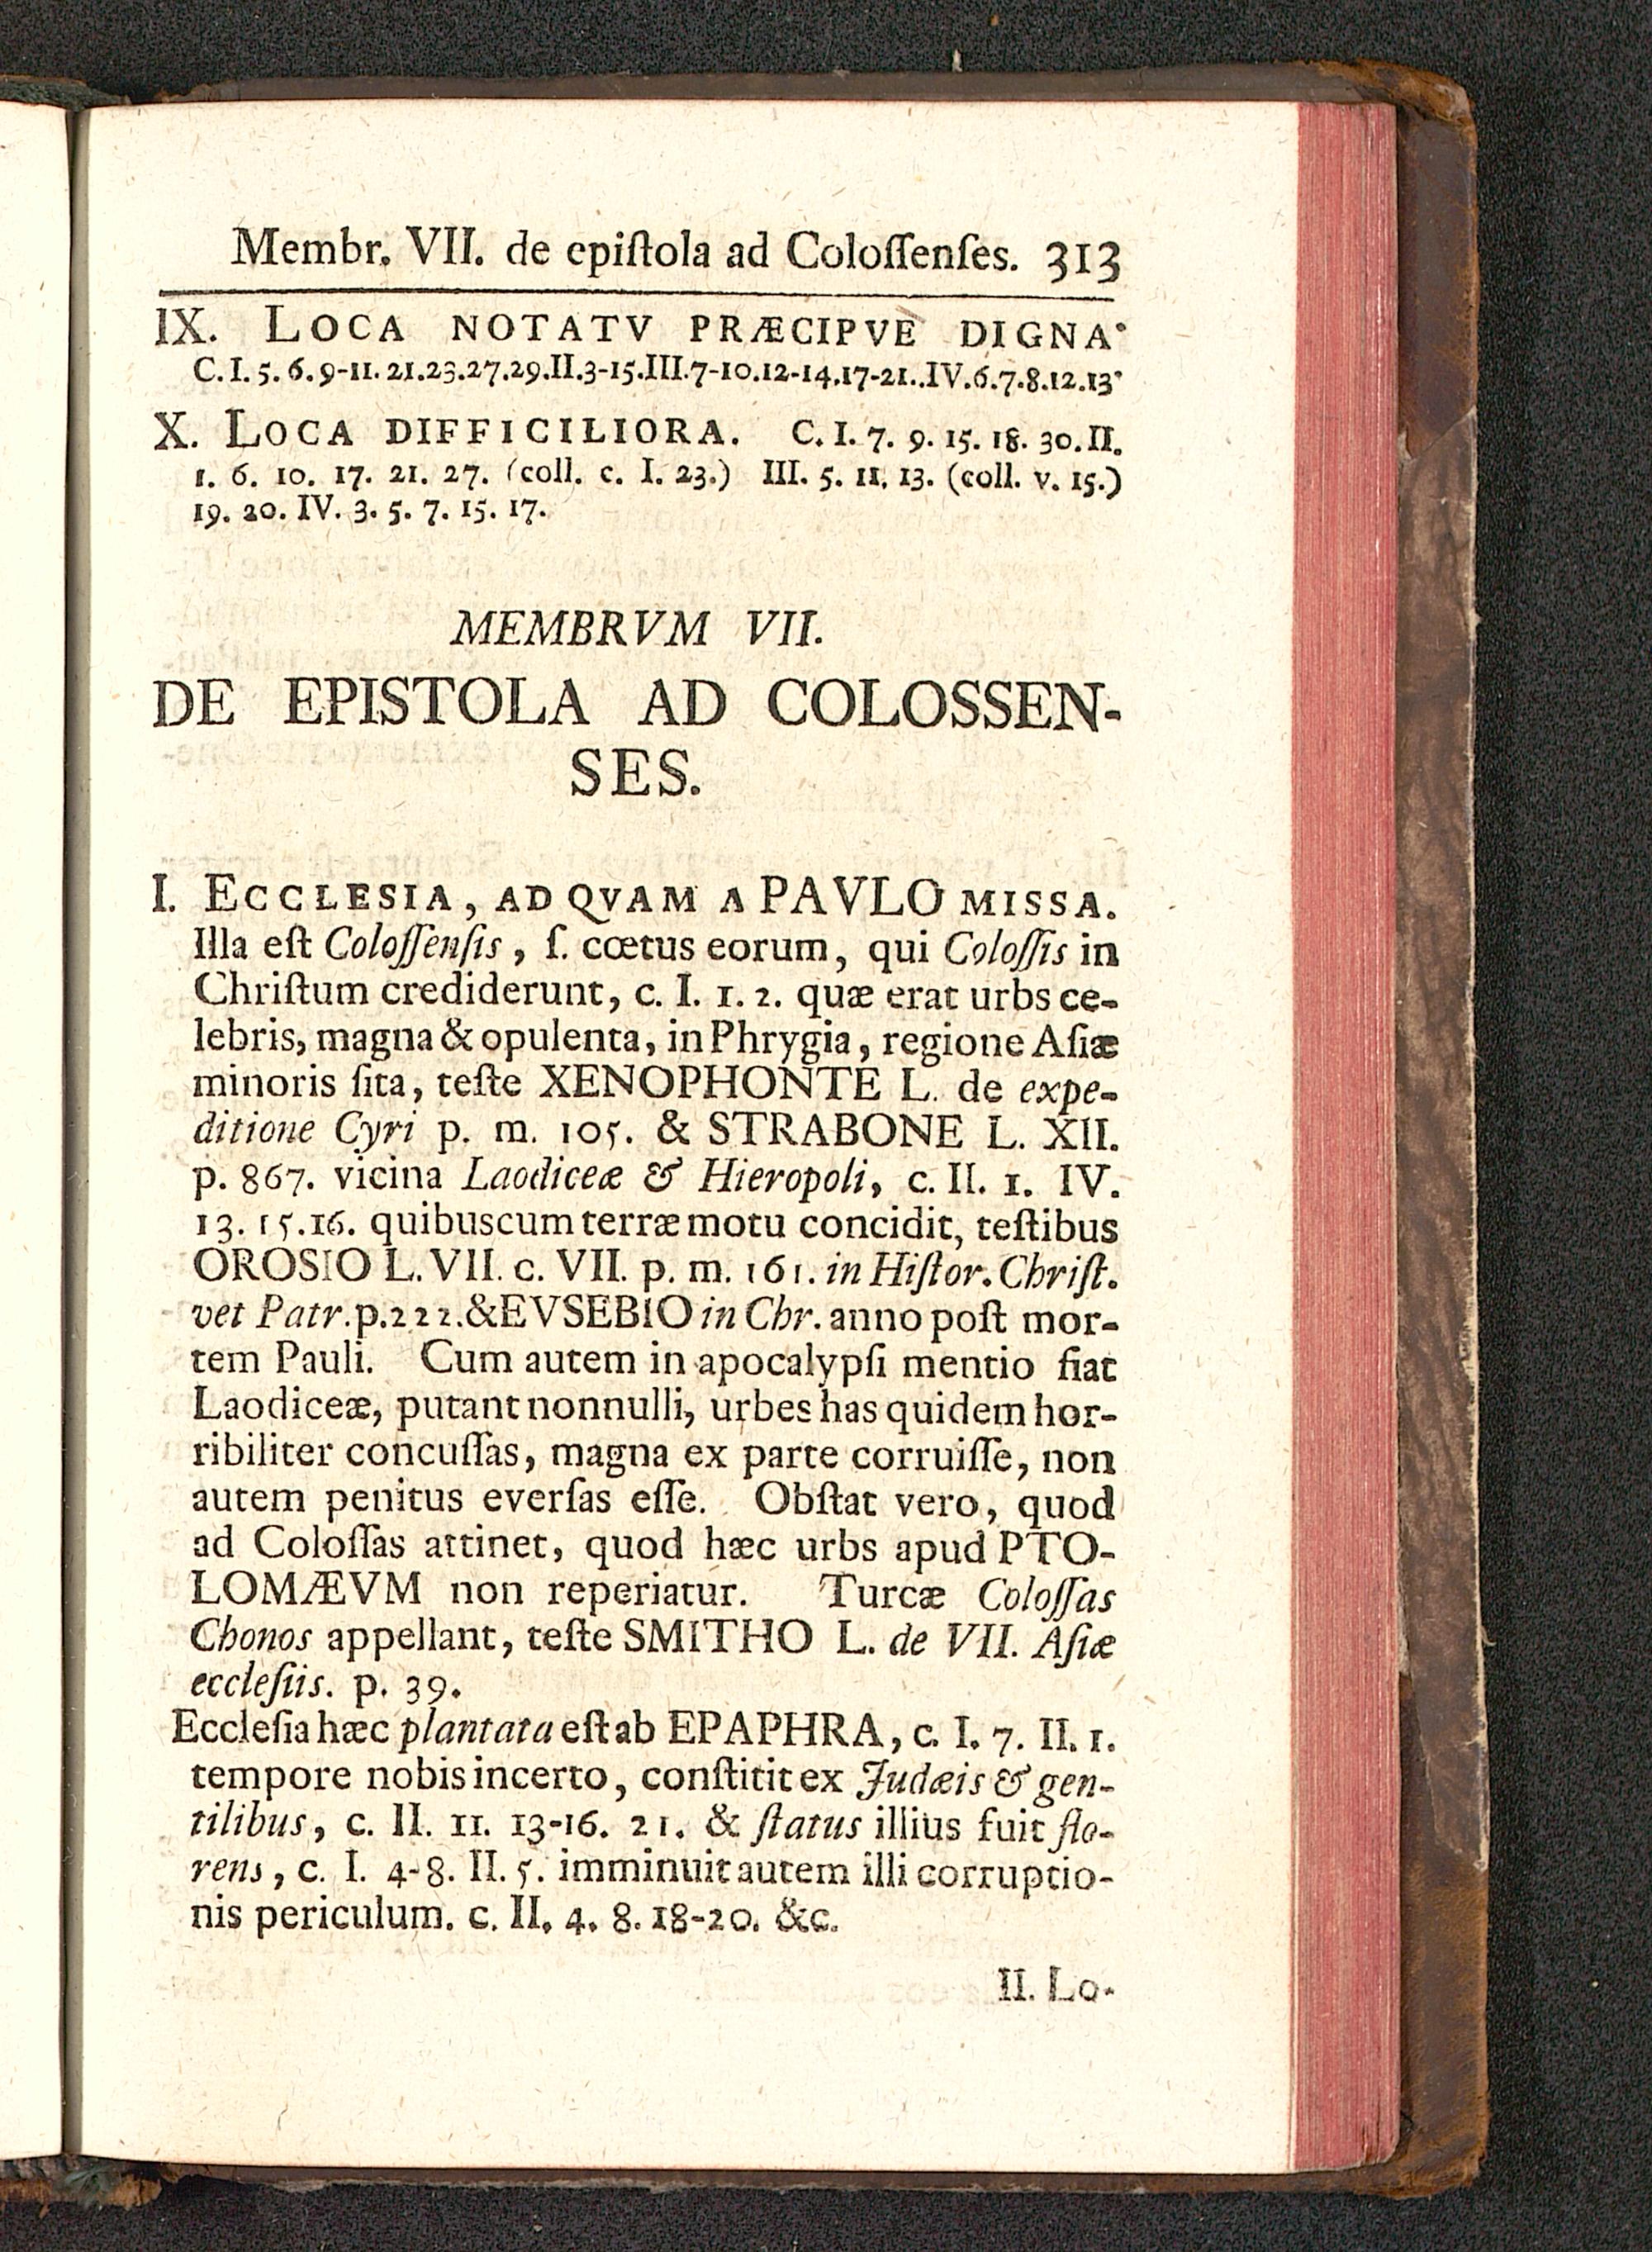 Membr. VII. de epiſtola ad Coloſſenſes. 313
IX. LOCA NOTATV PRÆCIPVE DIGNA.
C. I. 5. 6. 9-11. 21.23.27.29.II.3-15.III.7-10.12-14.17-21..IV.6.7.8.12.13.
X. LOCA DIFFICILIORA. C. I. 7. 9. 15. 18. 30. II.
1. 6. 10. 17. 21. 27. (coll. c. I. 23.) III. 5. 11. 13. (coll. v. 15.)
19. 20. IV. 3. 5. 7. 15. 17.
MEMBRVM VII.
DE EPISTOLA AD COLOSSEN-
SES.
I. ECCLESIA, AD QVAM A PAVLO MISSA.
Illa eſt Coloſſenſis, ſ. cœtus eorum, qui Coloſſis in
Chriſtum crediderunt, c. I. 1. 2. quæ erat urbs ce-
lebris, magna & opulenta, in Phrygia, regione Aſiæ
minoris ſita, teſte XENOPHONTE L. de expe-
ditione Cyri p. m. 105. & STRABONE L. XII.
p. 867. vicina Laodiceæ & Hieropoli, c. II. 1. IV.
13. 15.16. quibuscum terræ motu concidit, teſtibus
OROSIO L. VII. c. VII. p. m. 161. in Hiſtor. Chriſt.
vet Patr. p. 222. & EVSEBIO in Chr. anno poſt mor-
tem Pauli. Cum autem in apocalypſi mentio fiat
Laodiceæ, putant nonnulli, urbes has quidem hor-
ribiliter concuſſas, magna ex parte corruiſſe, non
autem penitus everſas eſſe. Obſtat vero, quod
ad Coloſſas attinet, quod hæc urbs apud PTO-
LOMÆVM non reperiatur. Turcæ Coloſſas
Chonos appellant, teſte SMITHO L. de VII. Aſiæ
eccleſiis. p. 39.
Eccleſia hæc plantata eſt ab EPAPHRA, c. I. 7. II. 1.
tempore nobis incerto, conſtitit ex Judæis & gen-
tilibus, c. II. 11. 13-16. 21. & ſtatus illius fuit flo-
rens, c. I. 4-8. II. 5. imminuit autem illi corruptio-
nis periculum. c. II. 4. 8. 18-20. &c.
II. Lo-